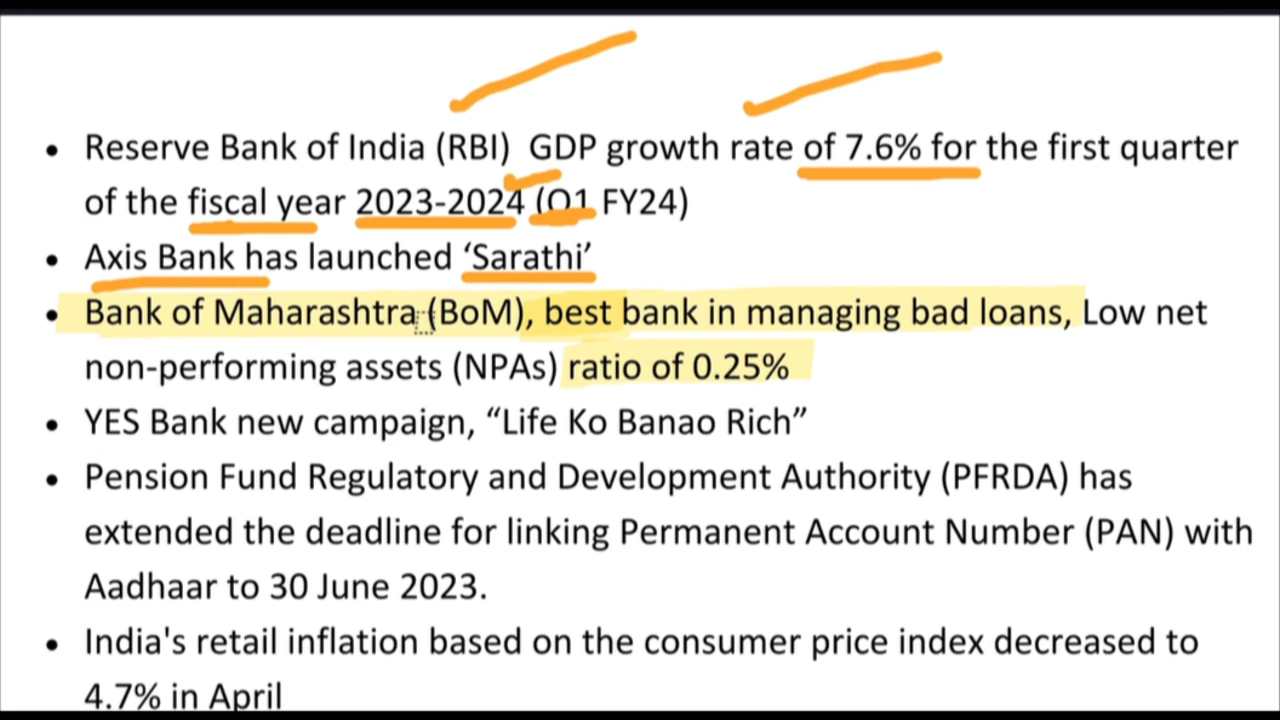 • Reserve Bank of India (RBI) GDP growth rate of 7.6% for the first quarter
of the fiscal year 2023-2024 (Q1 FY24)
• Axis Bank has launched ‘Sarathi’
• Bank of Maharashtra (BoM), best bank in managing bad loans, Low net
non-performing assets (NPAs) ratio of 0.25%
• YES Bank new campaign, “Life Ko Banao Rich”
• Pension Fund Regulatory and Development Authority (PFRDA) has
extended the deadline for linking Permanent Account Number (PAN) with
Aadhaar to 30 June 2023.
• India's retail inflation based on the consumer price index decreased to
4.7% in April